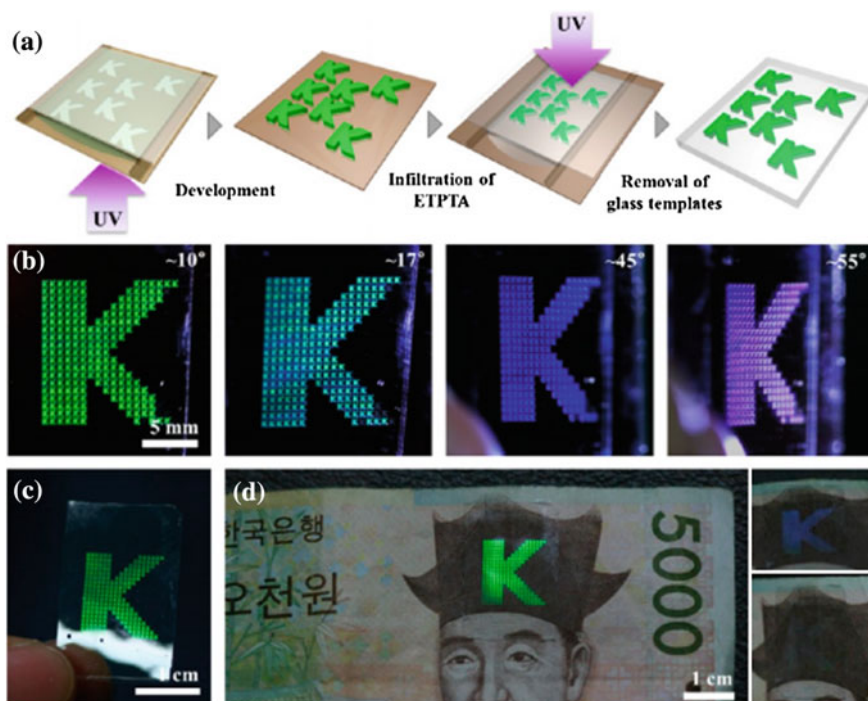 (a)
UV
UV
Development
Infiltration of
ETPTA
Removal of
glass templates
(b)
~10°
~17°
~45°
~55°
K
K
K
K
5 mm
(c)
K
1 cm
(d)
한국은행
오천원
K
5000
1 cm
K